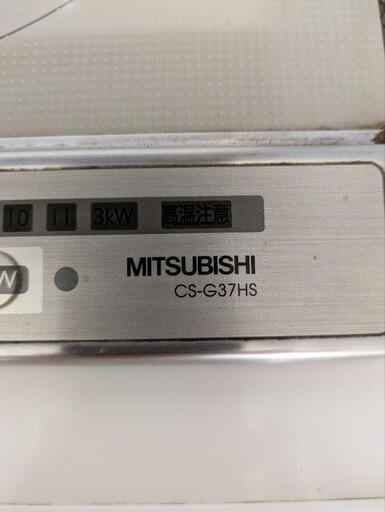 10 11 3kW 高温注意
W
MITSUBISHI
CS-G37HS